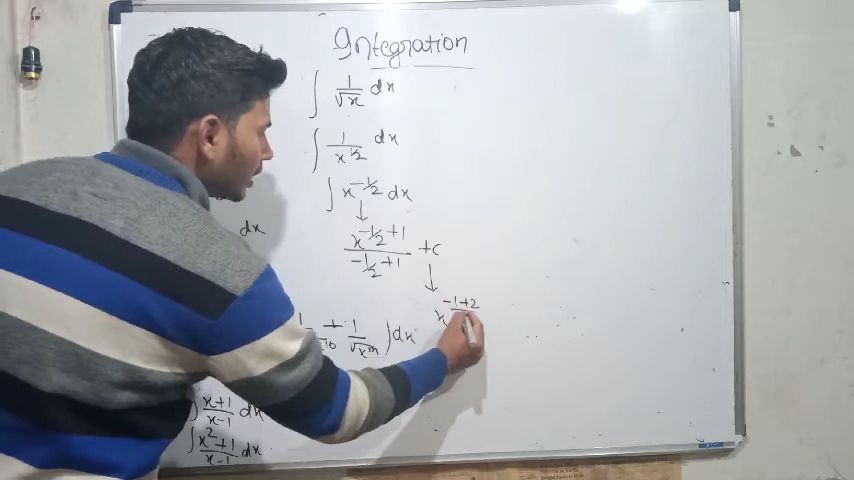 Integration
∫ 1/√x dx
∫ 1/x^1/2 dx
∫ x^-1/2 dx
↓
x^-1/2+1 / -1/2+1 + c
↓
x^-1+2
dx
+ 1/√x^m ) dx
∫ x+1/x-1 dx
∫ x²+1/x-1 dx